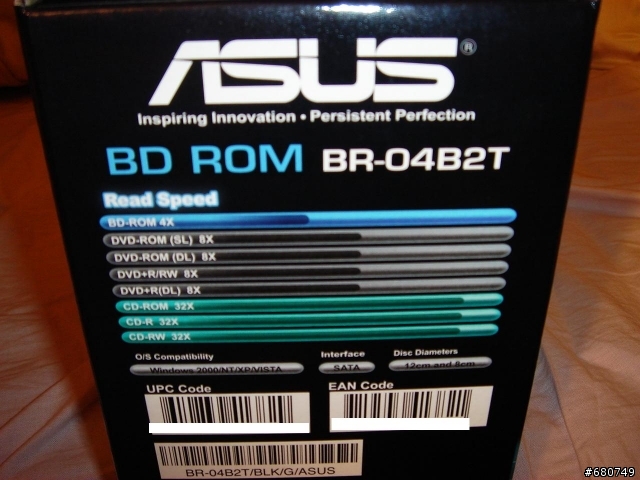 ASUS®
Inspiring Innovation • Persistent Perfection
BD ROM BR-04B2T
Read Speed
BD-ROM 4X
DVD-ROM (SL) 8X
DVD-ROM (DL) 8X
DVD+R/RW 8X
DVD+R(DL) 8X
CD-ROM 32X
CD-R 32X
CD-RW 32X
O/S Compatibility Interface Disc Diameters
Windows 2000/NT/XP/VISTA SATA 12cm and 8cm
UPC Code EAN Code
BR-04B2T/BLK/G/ASUS
#680749